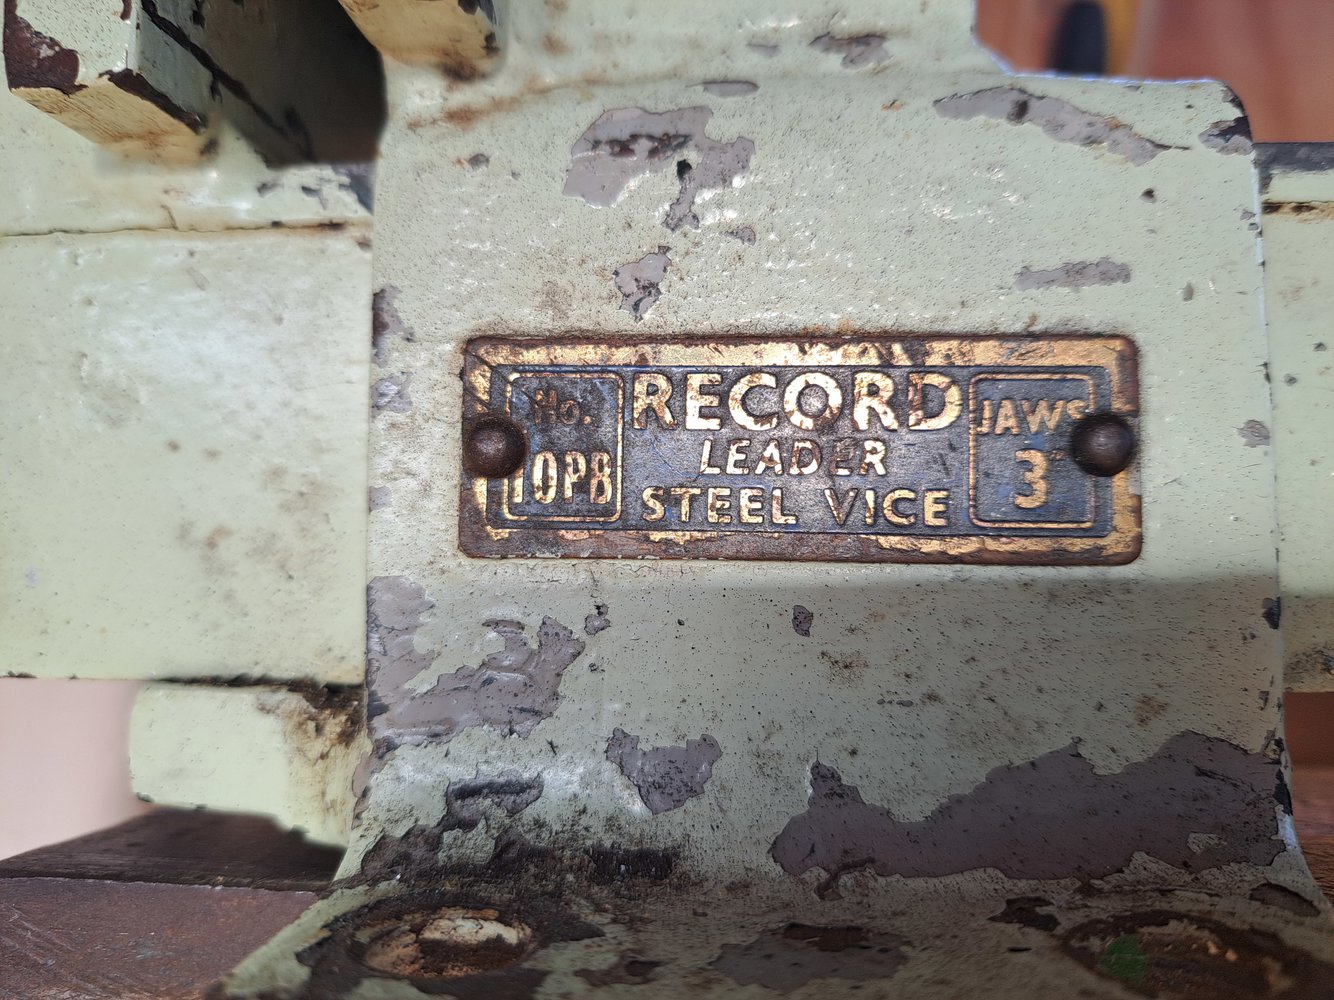 No.
10PB
RECORD
LEADER
STEEL VICE
JAWS
3"